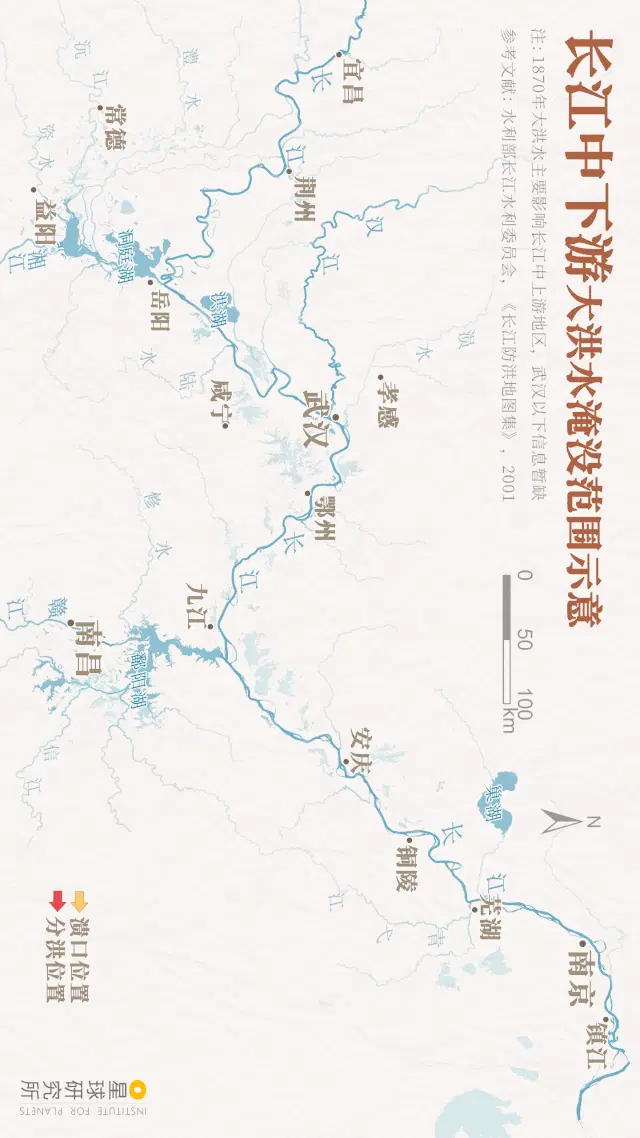 长江中下游大洪水淹没范围示意
注：1870年大洪水主要影响长江中上游地区，武汉以下信息暂缺
参考文献：水利部长江水利委员会，《长江防洪地图集》，2001
0 50 100 km
N
宜昌
长江
荆州
汉江
澧水
沅江
常德
资水
益阳
湘江
洞庭湖
岳阳
洪湖
陆水
咸宁
武汉
孝感
涢水
鄂州
长江
修水
九江
赣江
南昌
鄱阳湖
信江
安庆
巢湖
铜陵
长江
芜湖
青弋江
南京
镇江
溃口位置
分洪位置
星球研究所
INSTITUTE FOR PLANETS